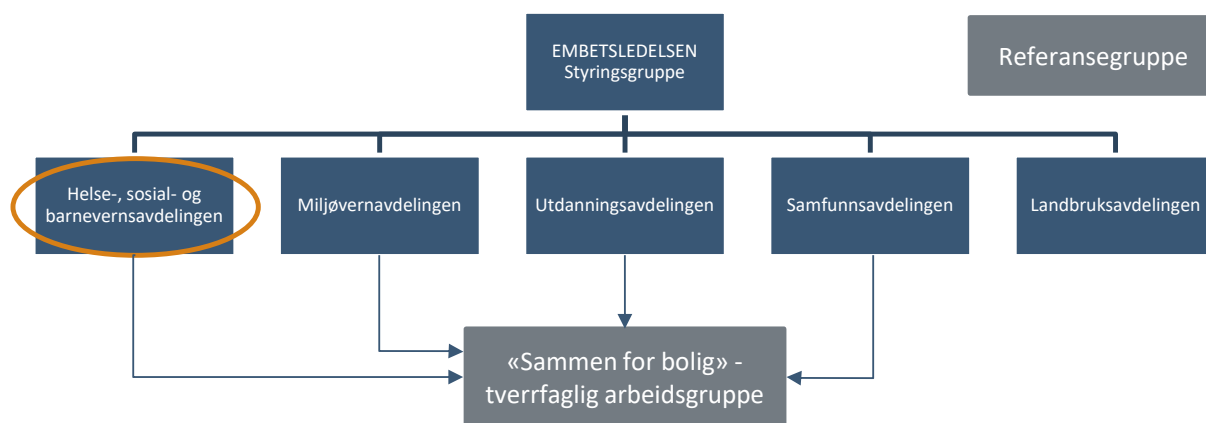 EMBETSLEDELSEN
Styringsgruppe
Referansegruppe
Helse-, sosial- og
barnevernsavdelingen
Miljøvernavdelingen
Utdanningsavdelingen
Samfunnsavdelingen
Landbruksavdelingen
«Sammen for bolig» -
tverrfaglig arbeidsgruppe